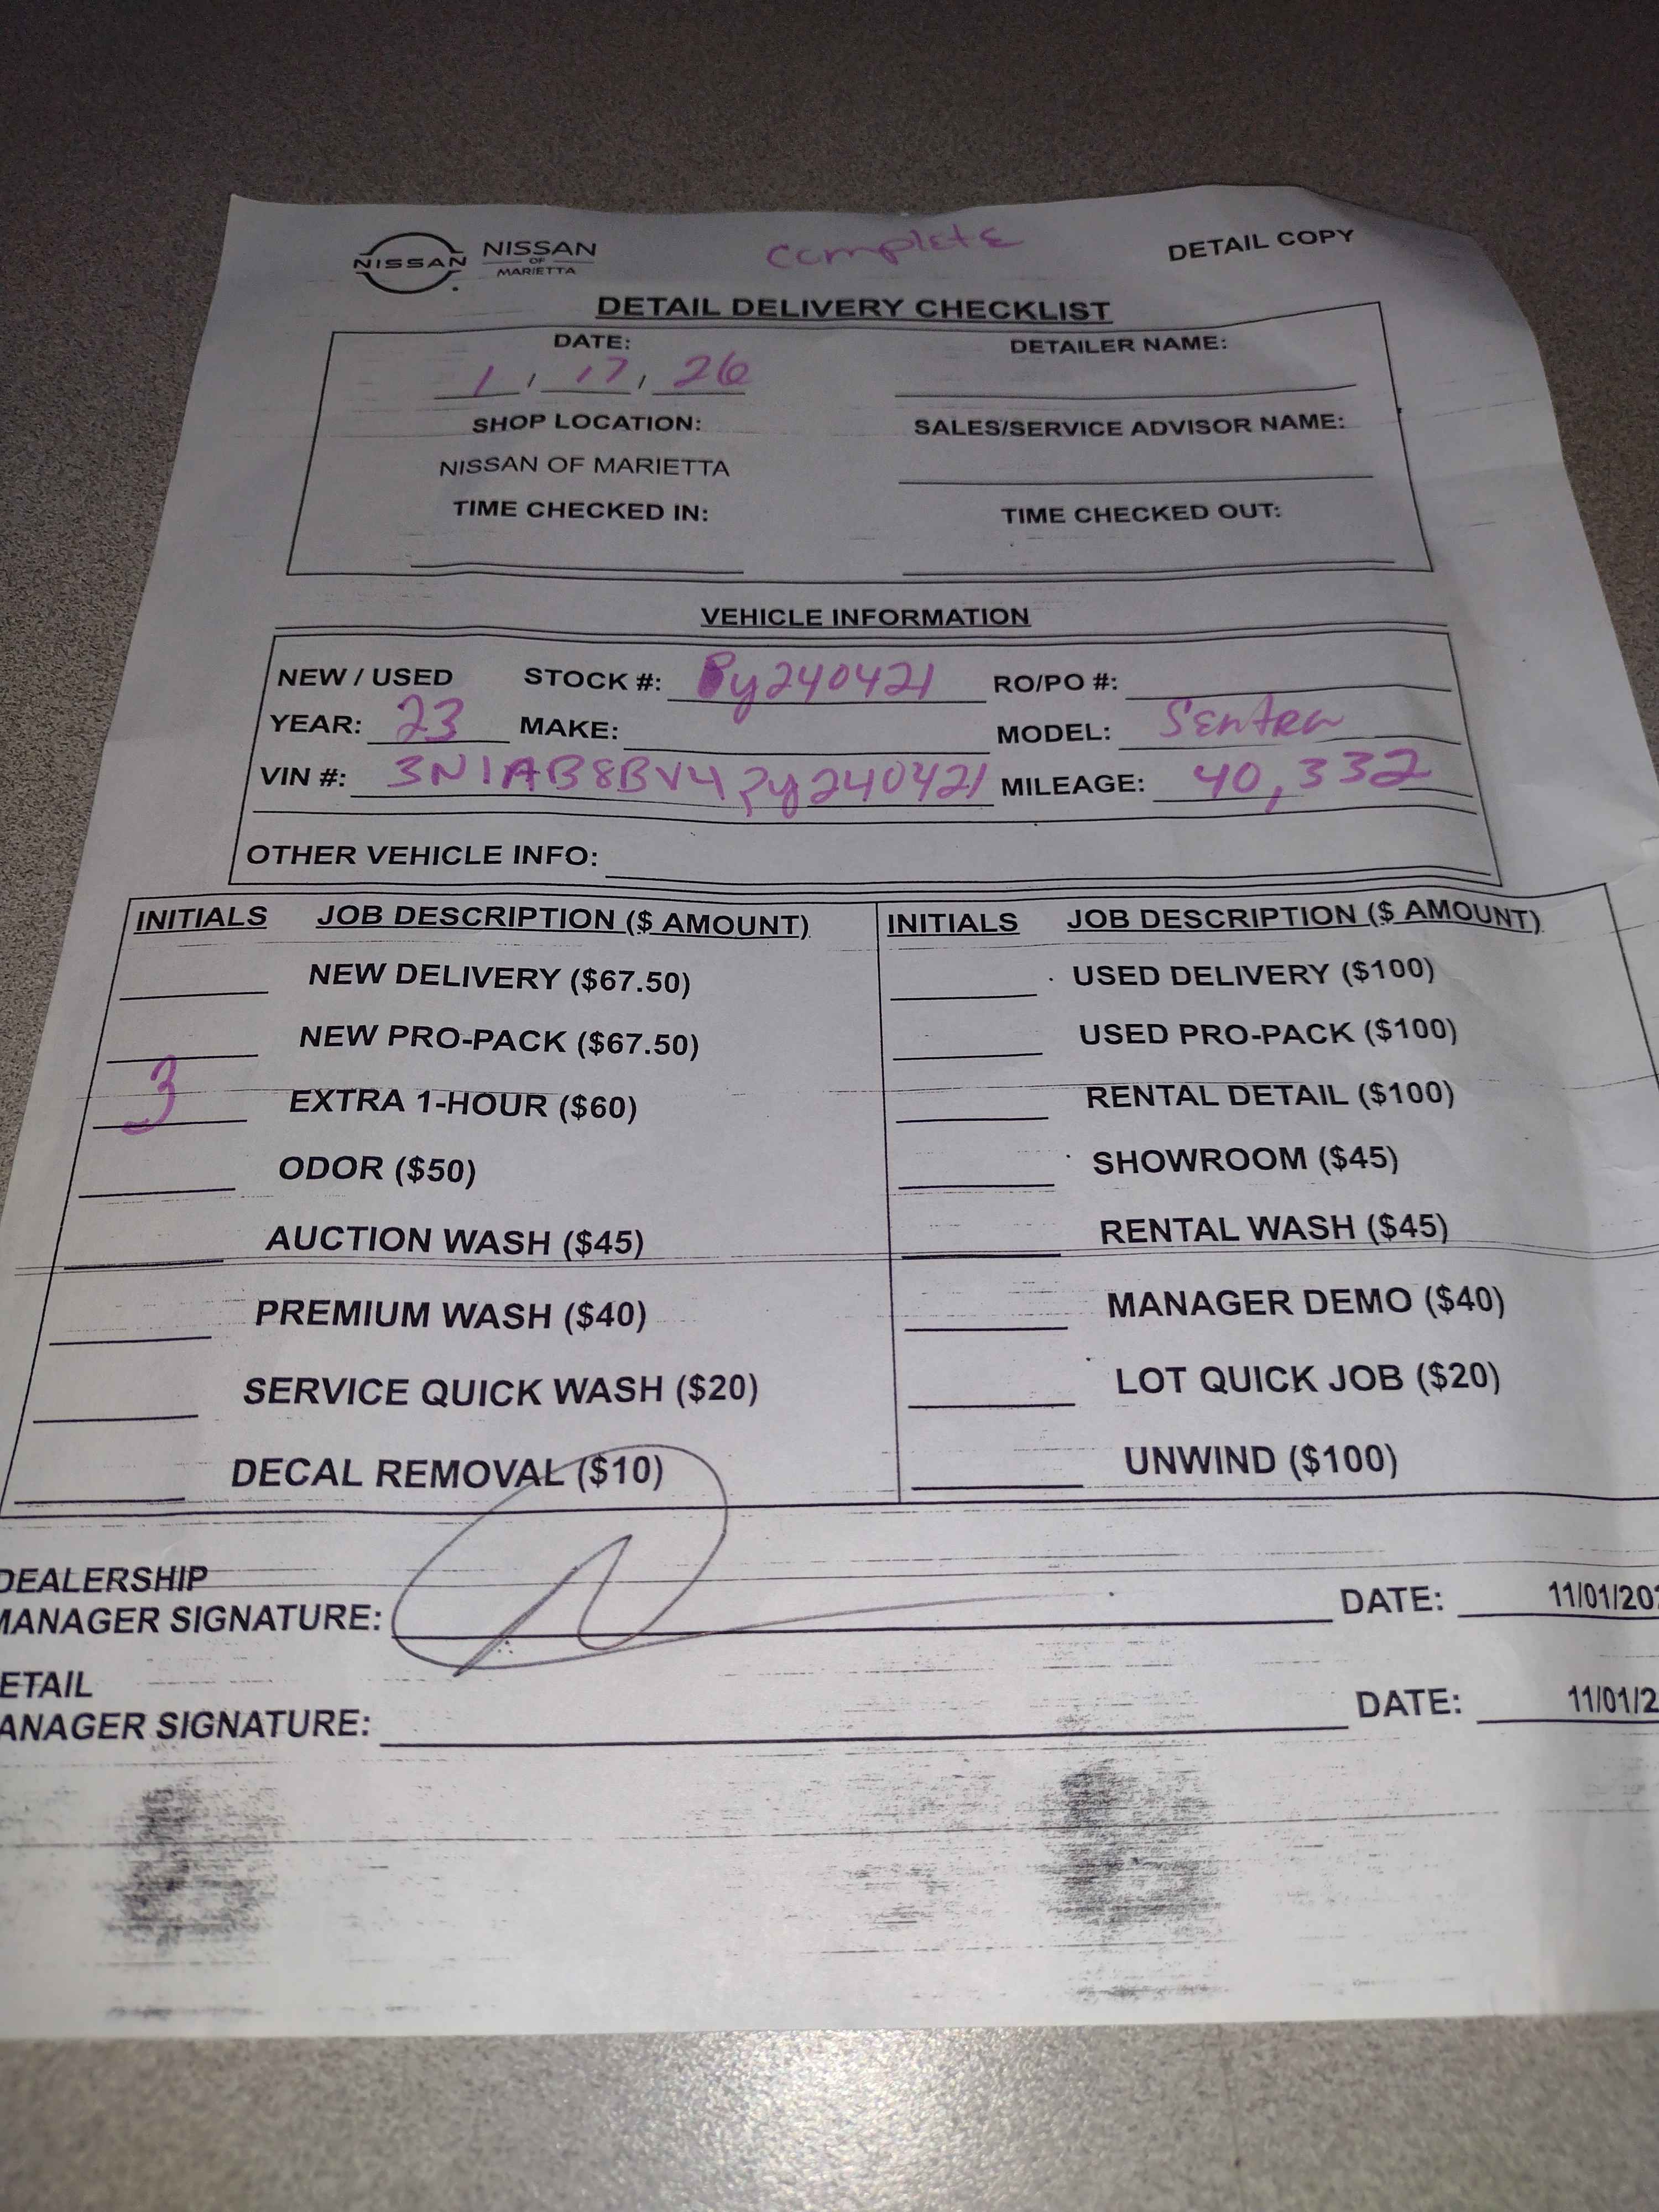 NISSAN NISSAN OF MARIETTA complete DETAIL COPY
DETAIL DELIVERY CHECKLIST
DATE: DETAILER NAME:
1, 17, 26
SHOP LOCATION: SALES/SERVICE ADVISOR NAME:
NISSAN OF MARIETTA
TIME CHECKED IN: TIME CHECKED OUT:
VEHICLE INFORMATION
NEW / USED STOCK #: Py240421 RO/PO #:
YEAR: 23 MAKE: MODEL: Sentra
VIN #: 3N1AB8BV4Py240421 MILEAGE: 40,332
OTHER VEHICLE INFO:
INITIALS JOB DESCRIPTION ($ AMOUNT) INITIALS JOB DESCRIPTION ($ AMOUNT)
NEW DELIVERY ($67.50) USED DELIVERY ($100)
NEW PRO-PACK ($67.50) USED PRO-PACK ($100)
3 EXTRA 1-HOUR ($60) RENTAL DETAIL ($100)
ODOR ($50) SHOWROOM ($45)
AUCTION WASH ($45) RENTAL WASH ($45)
PREMIUM WASH ($40) MANAGER DEMO ($40)
SERVICE QUICK WASH ($20) LOT QUICK JOB ($20)
DECAL REMOVAL ($10) UNWIND ($100)
DEALERSHIP
MANAGER SIGNATURE: DATE: 11/01/20
ETAIL
ANAGER SIGNATURE: DATE: 11/01/2